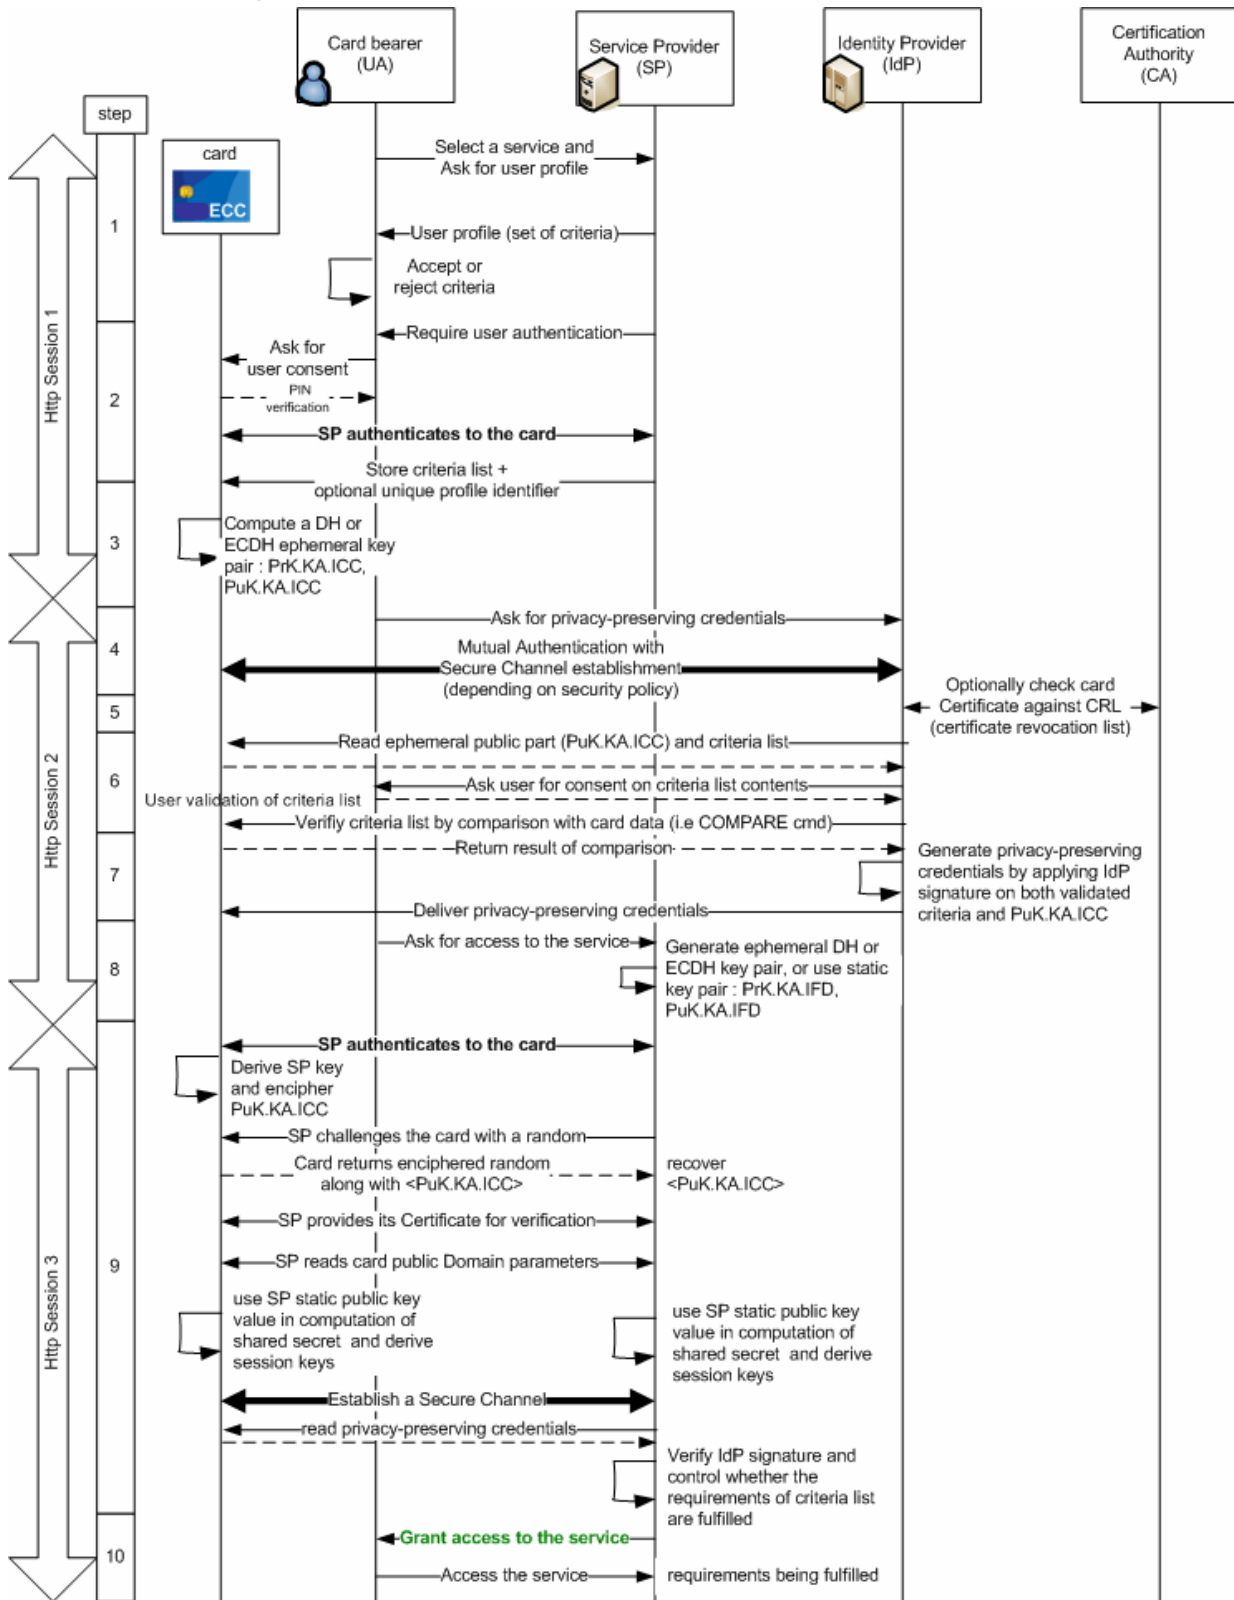 Card bearer
(UA)
Service Provider
(SP)
Identity Provider
(IdP)
Certification
Authority
(CA)
step
card
ECC
Select a service and
Ask for user profile
1
User profile (set of criteria)
Accept or
reject criteria
Http Session 1
Require user authentication
Ask for
user consent
PIN
verification
2
SP authenticates to the card
Store criteria list +
optional unique profile identifier
3
Compute a DH or
ECDH ephemeral key
pair : PrK.KA.ICC,
PuK.KA.ICC
Ask for privacy-preserving credentials
4
Mutual Authentication with
Secure Channel establishment
(depending on security policy)
5
Optionally check card
Certificate against CRL
(certificate revocation list)
Read ephemeral public part (PuK.KA.ICC) and criteria list
6
Ask user for consent on criteria list contents
User validation of criteria list
Http Session 2
Verifiy criteria list by comparison with card data (i.e COMPARE cmd)
Return result of comparison
7
Generate privacy-preserving
credentials by applying IdP
signature on both validated
criteria and PuK.KA.ICC
Deliver privacy-preserving credentials
Ask for access to the service
8
Generate ephemeral DH or
ECDH key pair, or use static
key pair : PrK.KA.IFD,
PuK.KA.IFD
SP authenticates to the card
Derive SP key
and encipher
PuK.KA.ICC
SP challenges the card with a random
Card returns enciphered random
along with <PuK.KA.ICC>
recover
<PuK.KA.ICC>
SP provides its Certificate for verification
9
SP reads card public Domain parameters
Http Session 3
use SP static public key
value in computation of
shared secret  and derive
session keys
use SP static public key
value in computation of
shared secret  and derive
session keys
Establish a Secure Channel
read privacy-preserving credentials
Verify IdP signature and
control whether the
requirements of criteria list
are fulfilled
10
Grant access to the service
Access the service
requirements being fulfilled